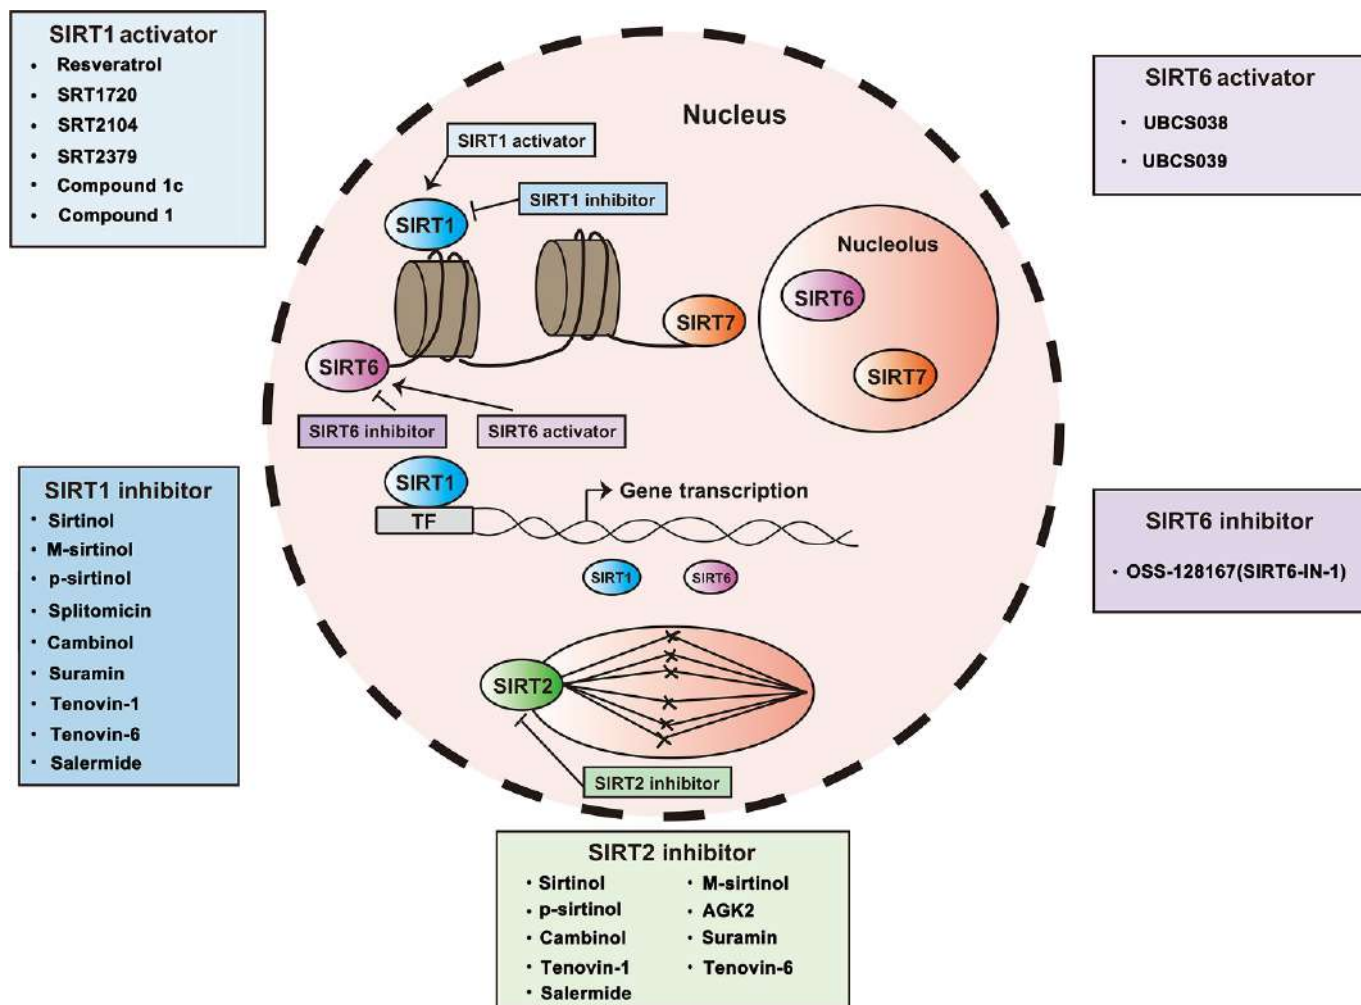 SIRT1 activator
• Resveratrol
• SRT1720
• SRT2104
• SRT2379
• Compound 1c
• Compound 1
SIRT6 activator
• UBCS038
• UBCS039
Nucleus
SIRT1 activator
SIRT1 inhibitor
SIRT1
Nucleolus
SIRT6
SIRT7
SIRT7
SIRT6
SIRT6 inhibitor
SIRT6 activator
SIRT1
TF
Gene transcription
SIRT1
SIRT6
SIRT2
SIRT2 inhibitor
SIRT1 inhibitor
• Sirtinol
• M-sirtinol
• p-sirtinol
• Splitomicin
• Cambinol
• Suramin
• Tenovin-1
• Tenovin-6
• Salermide
SIRT6 inhibitor
• OSS-128167(SIRT6-IN-1)
SIRT2 inhibitor
• Sirtinol
• p-sirtinol
• Cambinol
• Tenovin-1
• Salermide
• M-sirtinol
• AGK2
• Suramin
• Tenovin-6